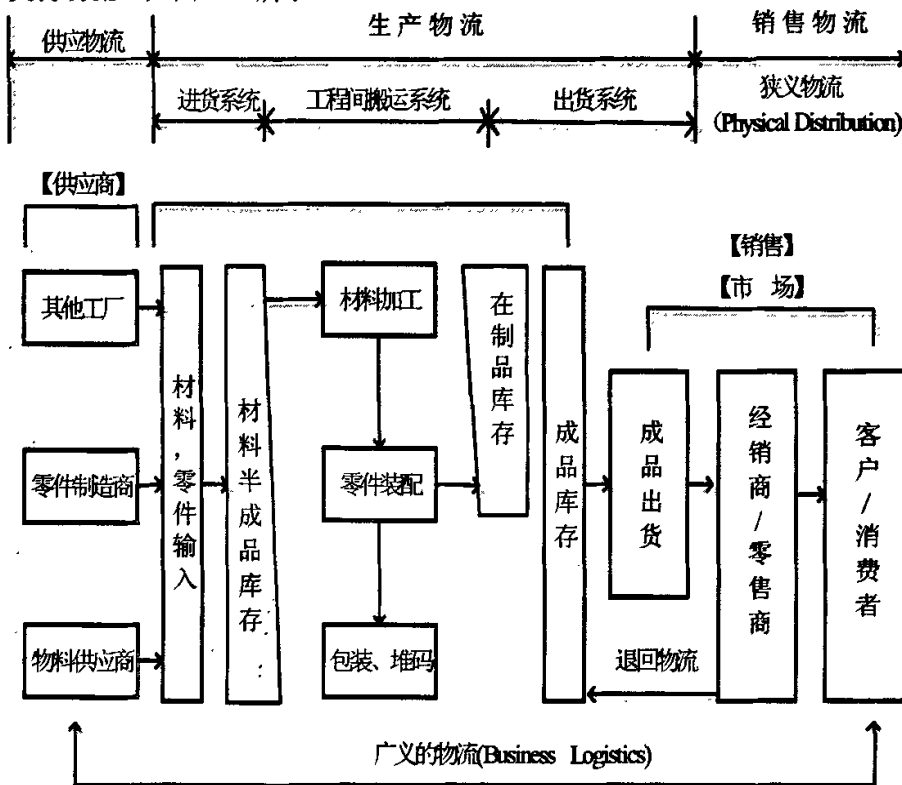 供应物流
生产物流
销售物流
进货系统
工程间搬运系统
出货系统
狭义物流
(Physical Distribution)
【供应商】
【销售】
【市 场】
其他工厂
零件制造商
物料供应商
材料,零件输入
材料半成品库存
材料加工
零件装配
包装、堆码
在制品库存
成品库存
成品出货
经销商/零售商
客户/消费者
退回物流
广义的物流(Business Logistics)